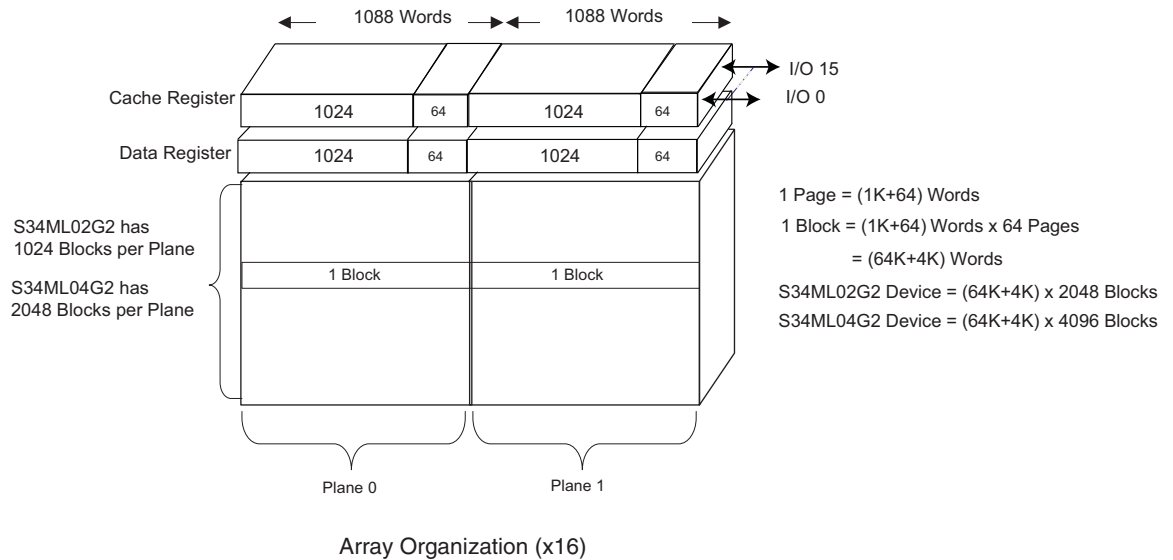 1088 Words
1088 Words
I/O 15
I/O 0
Cache Register
1024
64
1024
64
Data Register
1024
64
1024
64
S34ML02G2 has
1024 Blocks per Plane
S34ML04G2 has
2048 Blocks per Plane
1 Block
1 Block
1 Page = (1K+64) Words
1 Block = (1K+64) Words x 64 Pages
= (64K+4K) Words
S34ML02G2 Device = (64K+4K) x 2048 Blocks
S34ML04G2 Device = (64K+4K) x 4096 Blocks
Plane 0
Plane 1
Array Organization (x16)